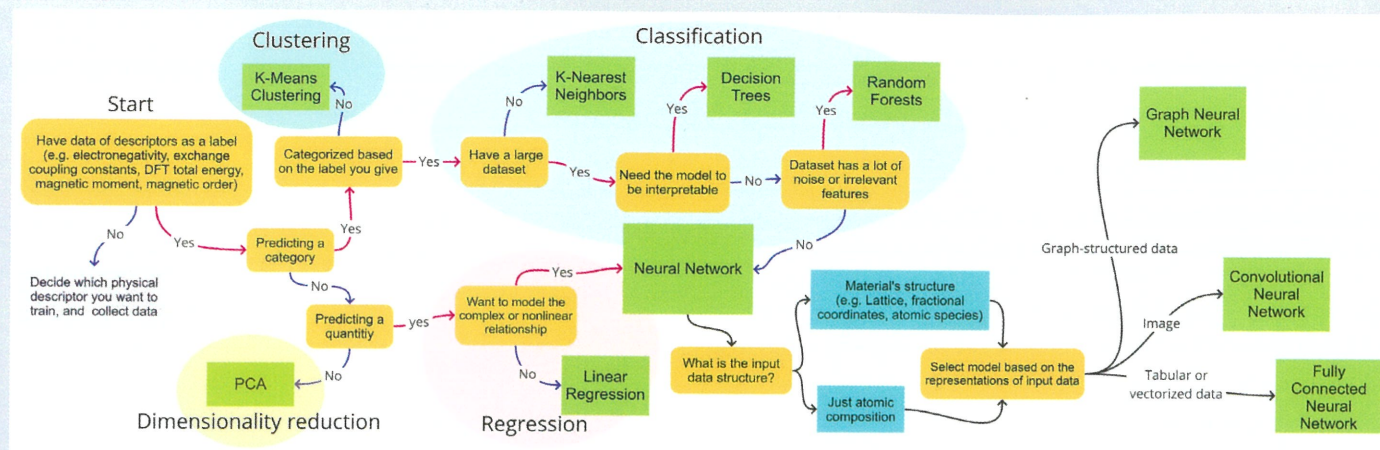 Clustering
K-Means
Clustering
No
Start
Have data of descriptors as a label
(e.g. electronegativity, exchange
coupling constants, DFT total energy,
magnetic moment, magnetic order)
No
Yes
Decide which physical
descriptor you want to
train, and collect data
Categorized based
on the label you give
Yes
Yes
Predicting a
category
No
Predicting a
quantitiy
yes
No
PCA
Dimensionality reduction
Classification
Have a large
dataset
No
K-Nearest
Neighbors
Yes
Need the model to
be interpretable
Yes
Decision
Trees
No
Dataset has a lot of
noise or irrelevant
features
Yes
Random
Forests
No
Want to model the
complex or nonlinear
relationship
Yes
No
Linear
Regression
Regression
Neural Network
What is the input
data structure?
Material's structure
(e.g. Lattice, fractional
coordinates, atomic species)
Just atomic
composition
Select model based on the
representations of input data
Graph-structured data
Graph Neural
Network
Image
Convolutional
Neural
Network
Tabular or
vectorized data
Fully
Connected
Neural
Network